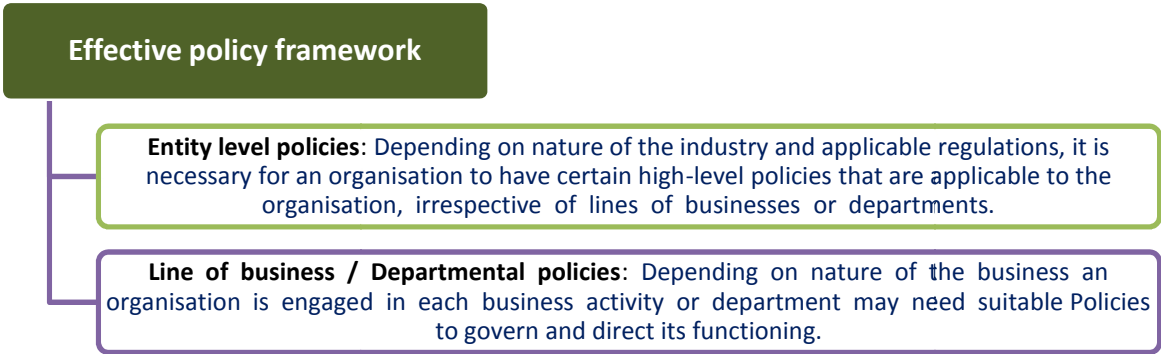 Effective policy framework
Entity level policies: Depending on nature of the industry and applicable regulations, it is
necessary for an organisation to have certain high-level policies that are applicable to the
organisation, irrespective of lines of businesses or departments.
Line of business / Departmental policies: Depending on nature of the business an
organisation is engaged in each business activity or department may need suitable Policies
to govern and direct its functioning.